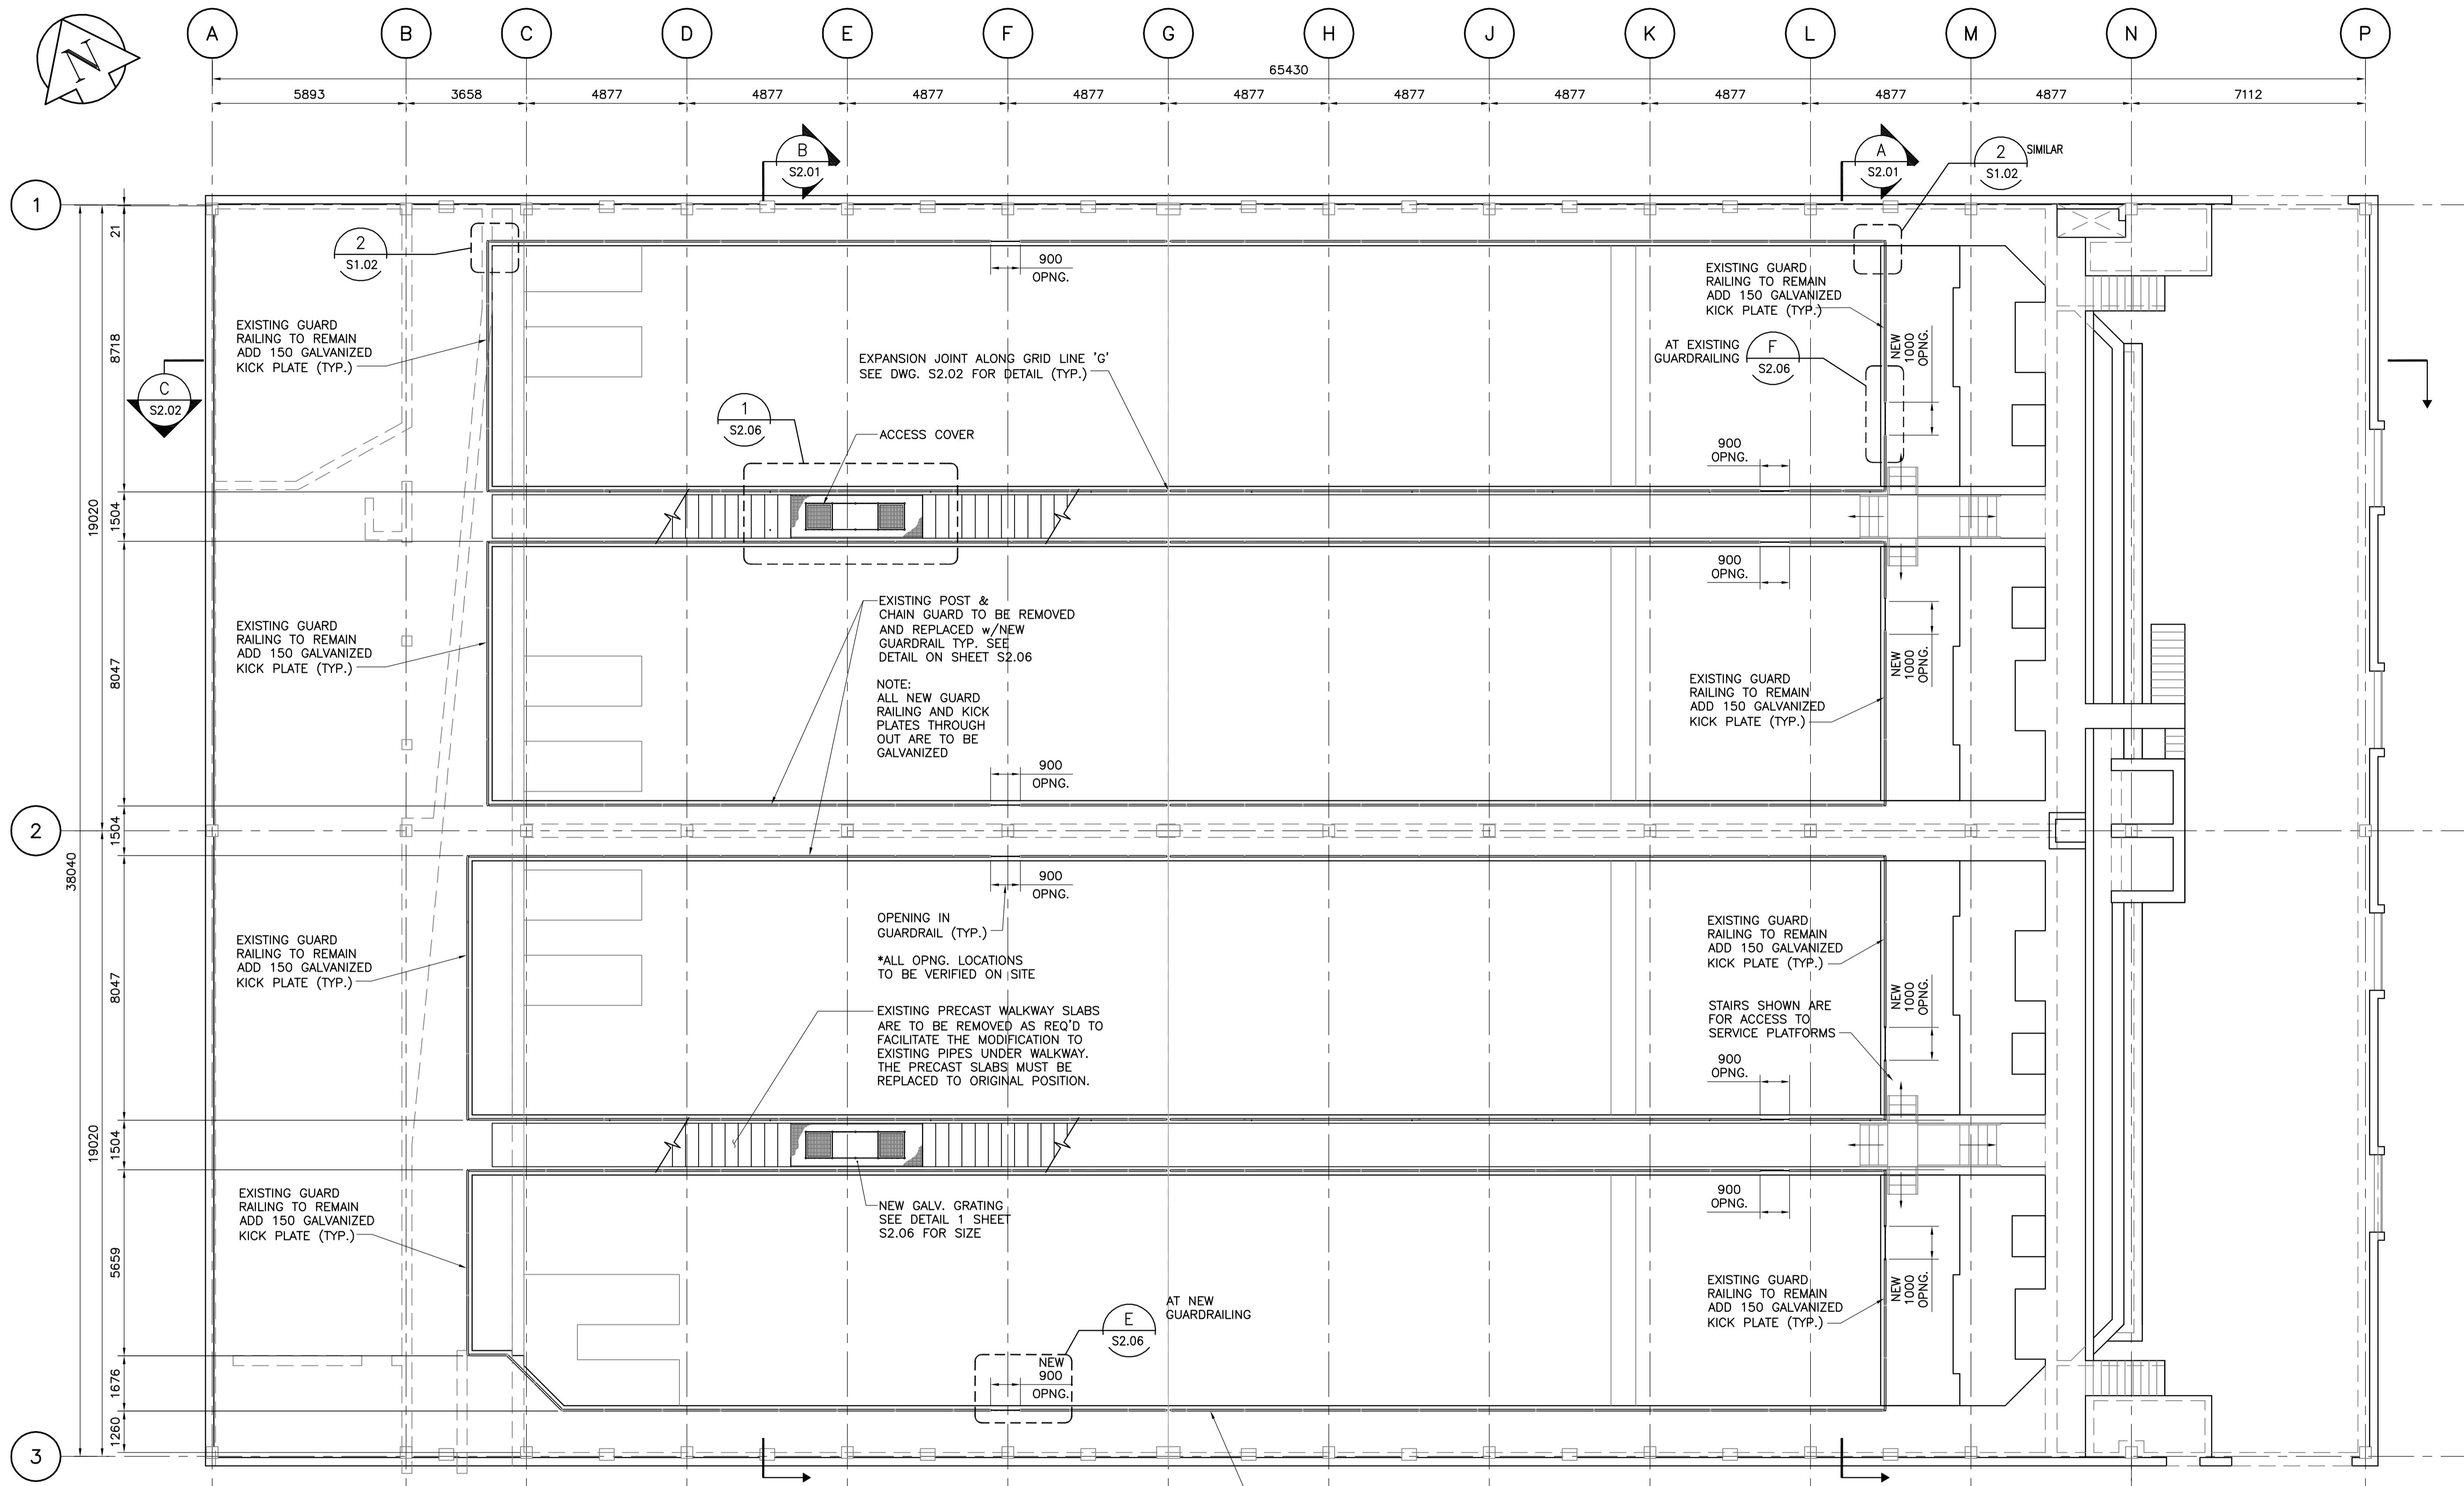 N
A
B
C
D
E
F
G
H
J
K
L
M
N
P
65430
5893
3658
4877
4877
4877
4877
4877
4877
4877
4877
4877
4877
7112
B
S2.01
A
S2.01
2
S1.02
SIMILAR
1
2
3
21
8718
1504
8047
1504
8047
1504
5659
1676
1260
19020
19020
38040
2
S1.02
900
OPNG.
EXISTING GUARD
RAILING TO REMAIN
ADD 150 GALVANIZED
KICK PLATE (TYP.)
EXISTING GUARD
RAILING TO REMAIN
ADD 150 GALVANIZED
KICK PLATE (TYP.)
C
S2.02
EXPANSION JOINT ALONG GRID LINE 'G'
SEE DWG. S2.02 FOR DETAIL (TYP.)
AT EXISTING
GUARDRAILING
F
S2.06
NEW
1000
OPNG.
1
S2.06
ACCESS COVER
900
OPNG.
900
OPNG.
EXISTING POST &
CHAIN GUARD TO BE REMOVED
AND REPLACED w/NEW
GUARDRAIL TYP. SEE
DETAIL ON SHEET S2.06
NOTE:
ALL NEW GUARD
RAILING AND KICK
PLATES THROUGH
OUT ARE TO BE
GALVANIZED
EXISTING GUARD
RAILING TO REMAIN
ADD 150 GALVANIZED
KICK PLATE (TYP.)
NEW
1000
OPNG.
EXISTING GUARD
RAILING TO REMAIN
ADD 150 GALVANIZED
KICK PLATE (TYP.)
900
OPNG.
900
OPNG.
OPENING IN
GUARDRAIL (TYP.)
*ALL OPNG. LOCATIONS
TO BE VERIFIED ON SITE
EXISTING GUARD
RAILING TO REMAIN
ADD 150 GALVANIZED
KICK PLATE (TYP.)
EXISTING GUARD
RAILING TO REMAIN
ADD 150 GALVANIZED
KICK PLATE (TYP.)
NEW
1000
OPNG.
EXISTING PRECAST WALKWAY SLABS
ARE TO BE REMOVED AS REQ'D TO
FACILITATE THE MODIFICATION TO
EXISTING PIPES UNDER WALKWAY.
THE PRECAST SLABS MUST BE
REPLACED TO ORIGINAL POSITION.
STAIRS SHOWN ARE
FOR ACCESS TO
SERVICE PLATFORMS
900
OPNG.
900
OPNG.
EXISTING GUARD
RAILING TO REMAIN
ADD 150 GALVANIZED
KICK PLATE (TYP.)
NEW GALV. GRATING
SEE DETAIL 1 SHEET
S2.06 FOR SIZE
EXISTING GUARD
RAILING TO REMAIN
ADD 150 GALVANIZED
KICK PLATE (TYP.)
NEW
1000
OPNG.
E
S2.06
AT NEW
GUARDRAILING
NEW
900
OPNG.